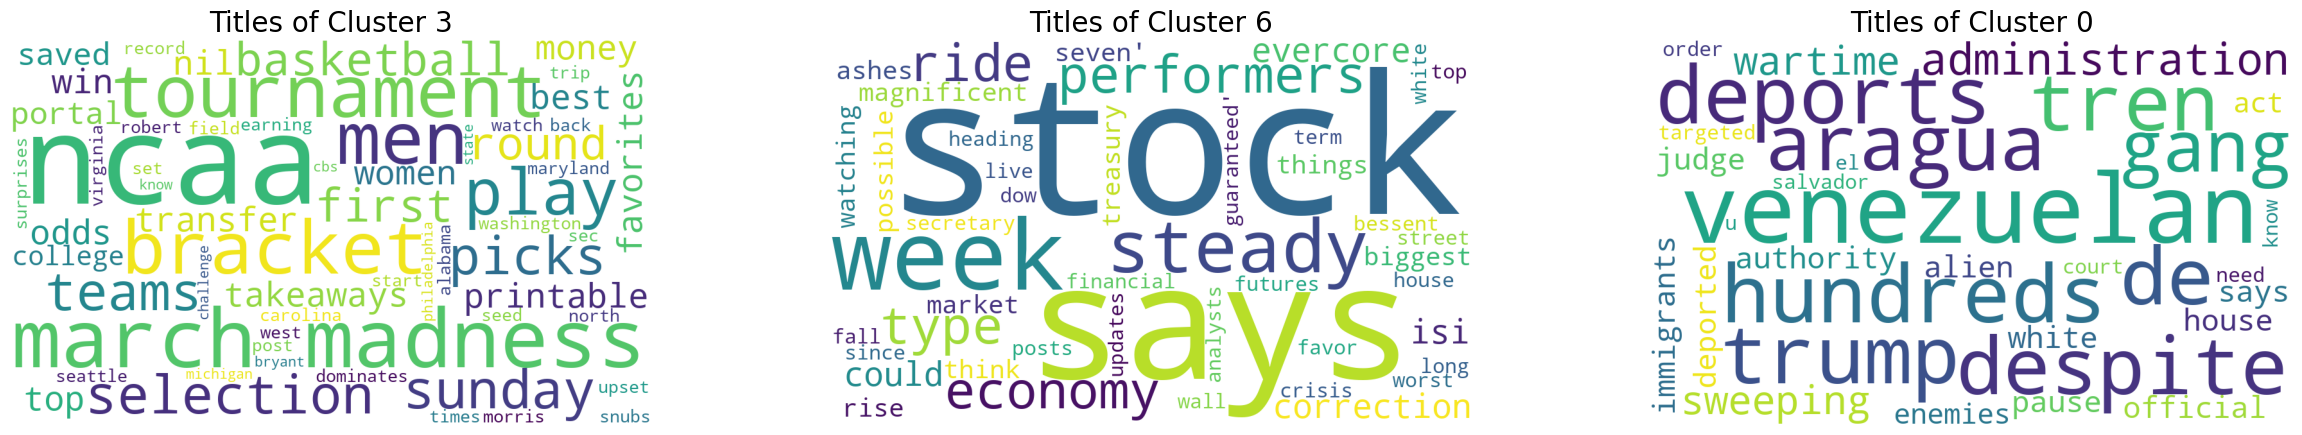 Titles of Cluster 3
saved record nil basketball money
win tournament trip best
portal robert field earning watch back favorites
ncaa men round
surprises virginia set know cbs women state maryland
first play
odds transfer washington
college bracket picks sec
teams challenge takeaways start philadelphia alabama printable
carolina seed north
march west madness
post bryant
seattle michigan dominates
top selection sunday upset
times morris snubs
Titles of Cluster 6
ashes ride seven' performers evercore white top
magnificent
watching possible stock
heading live dow treasury guaranteed' term things
secretary bessent
week steady street
biggest
financial futures house
market
fall type updates analysts isi
since posts favor
could think crisis worst long
rise economy wall correction
Titles of Cluster 0
order wartime administration
deports tren act
targeted aragua gang
judge el
salvador
venezuelan know
u
immigrants deported authority alien court de need
hundreds says
white house
trump despite
sweeping enemies pause official